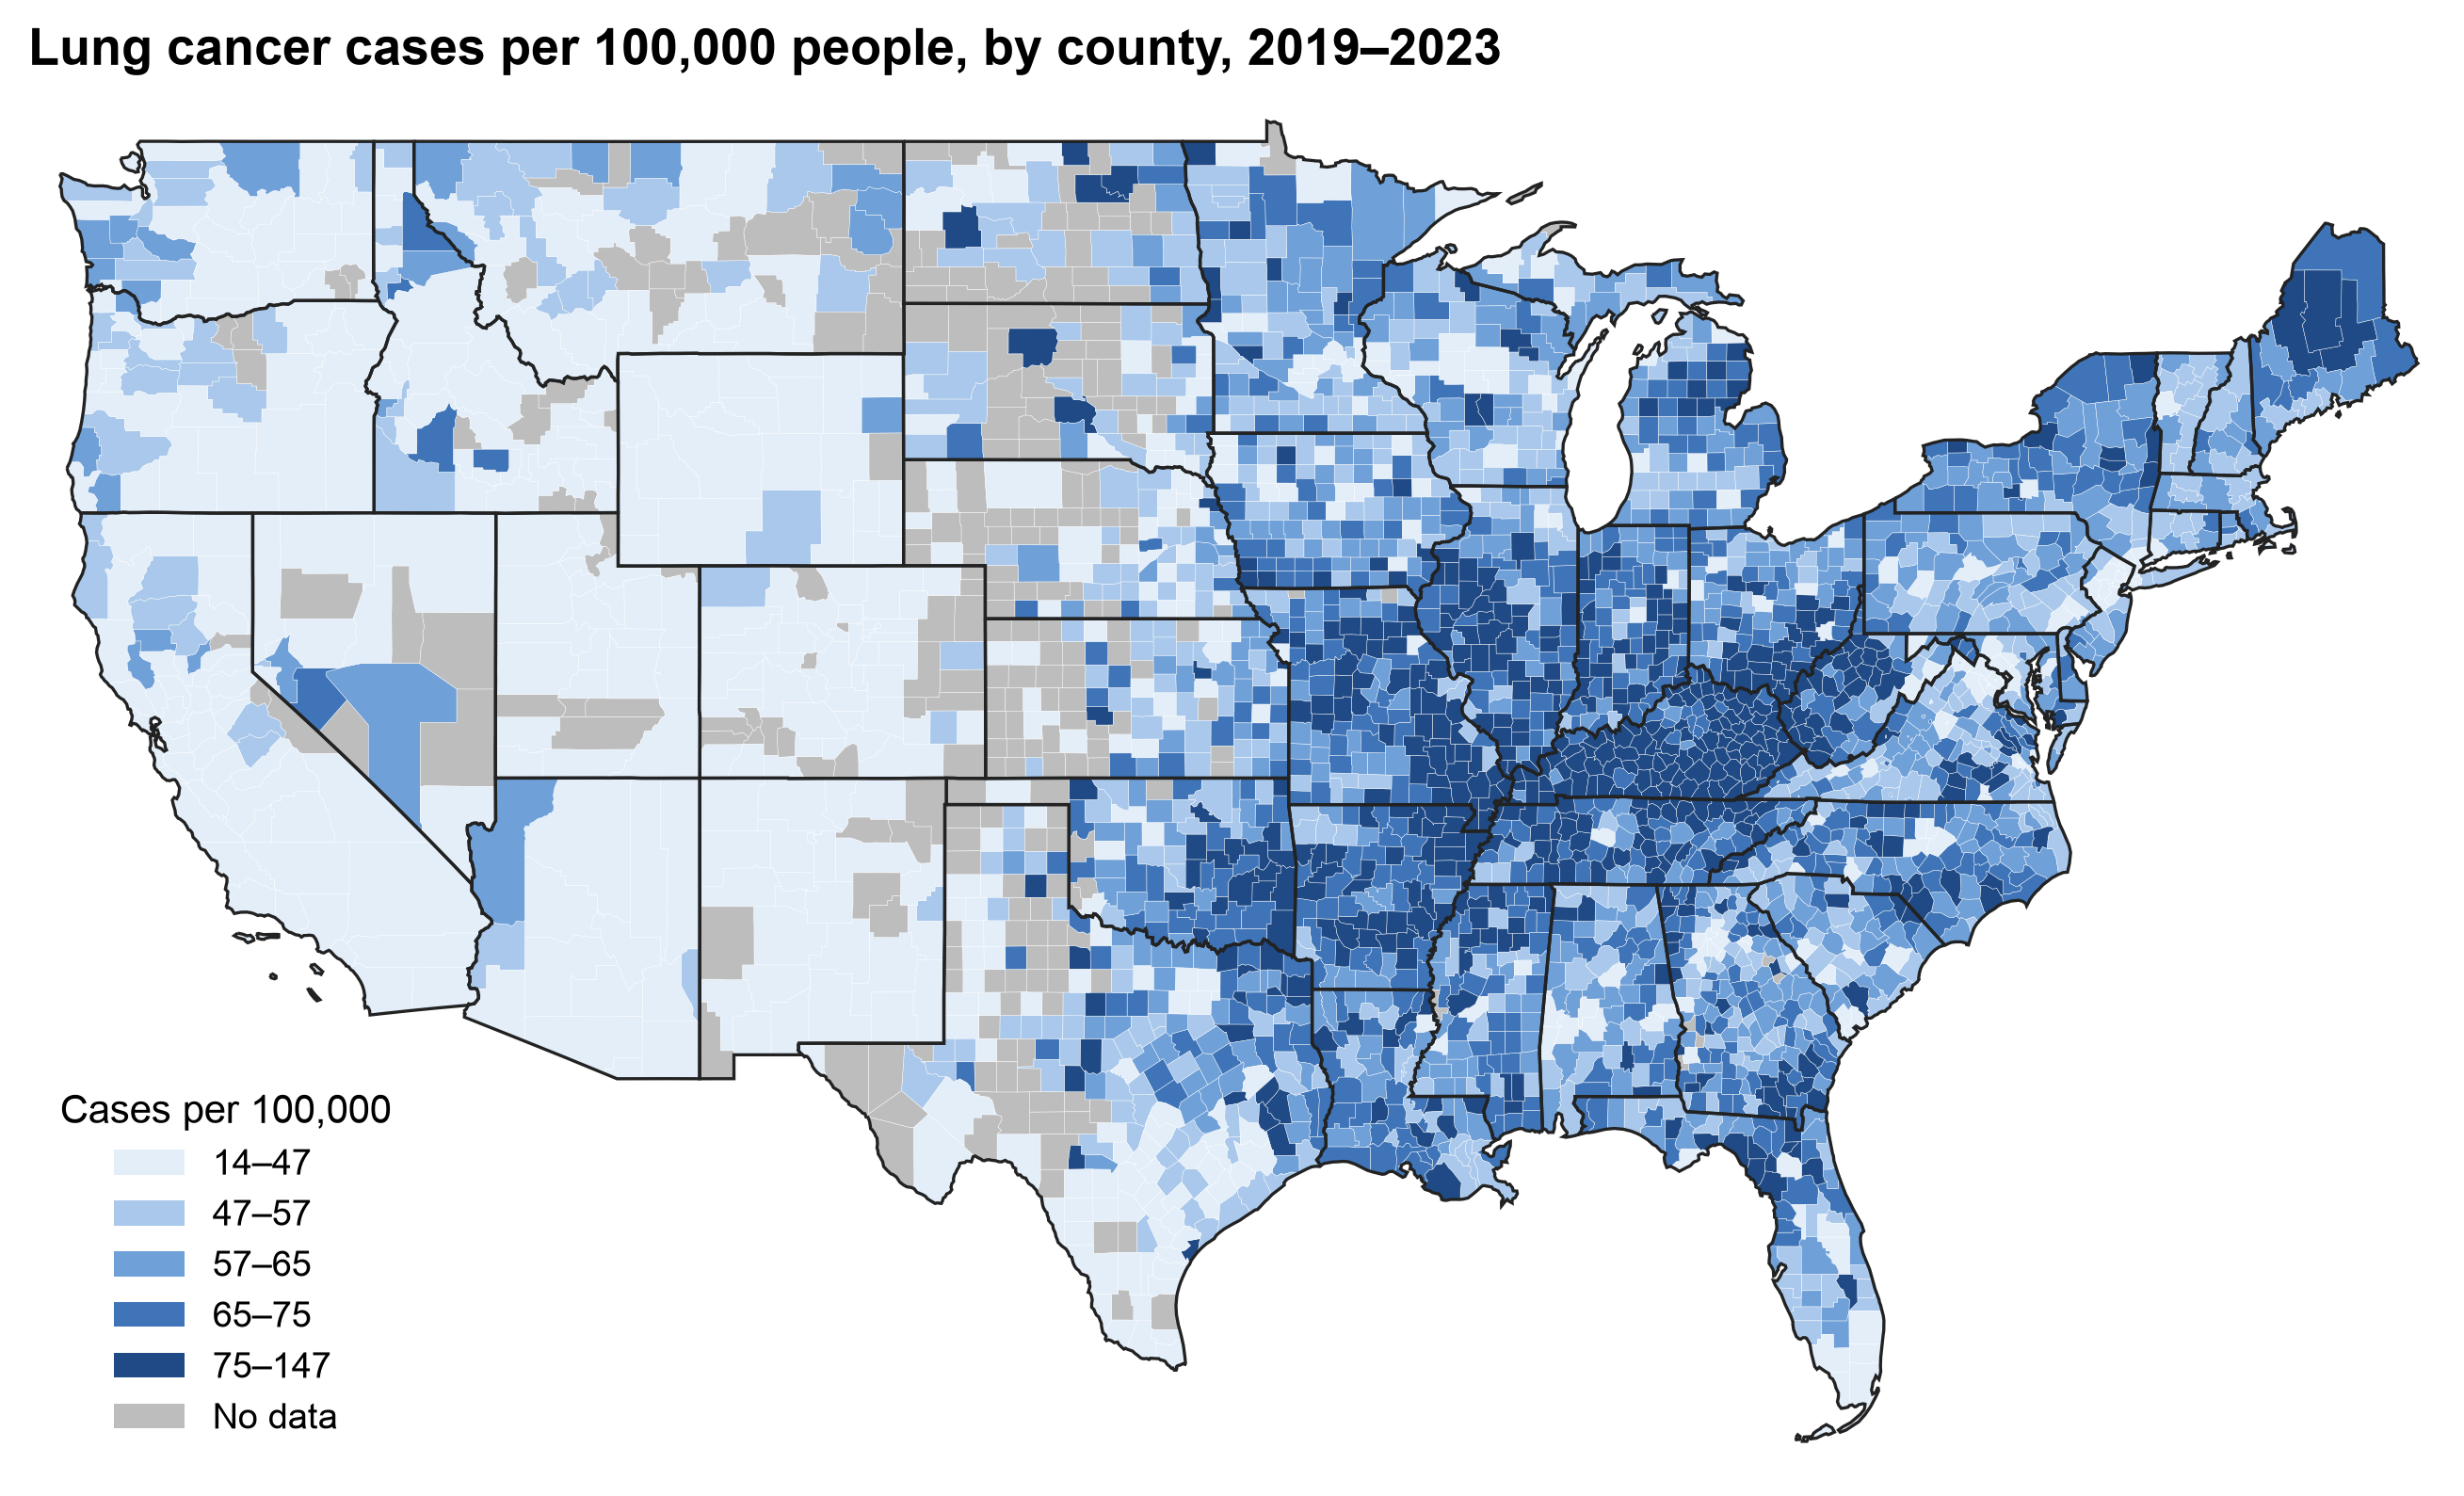 Lung cancer cases per 100,000 people, by county, 2019–2023
Cases per 100,000
14–47
47–57
57–65
65–75
75–147
No data